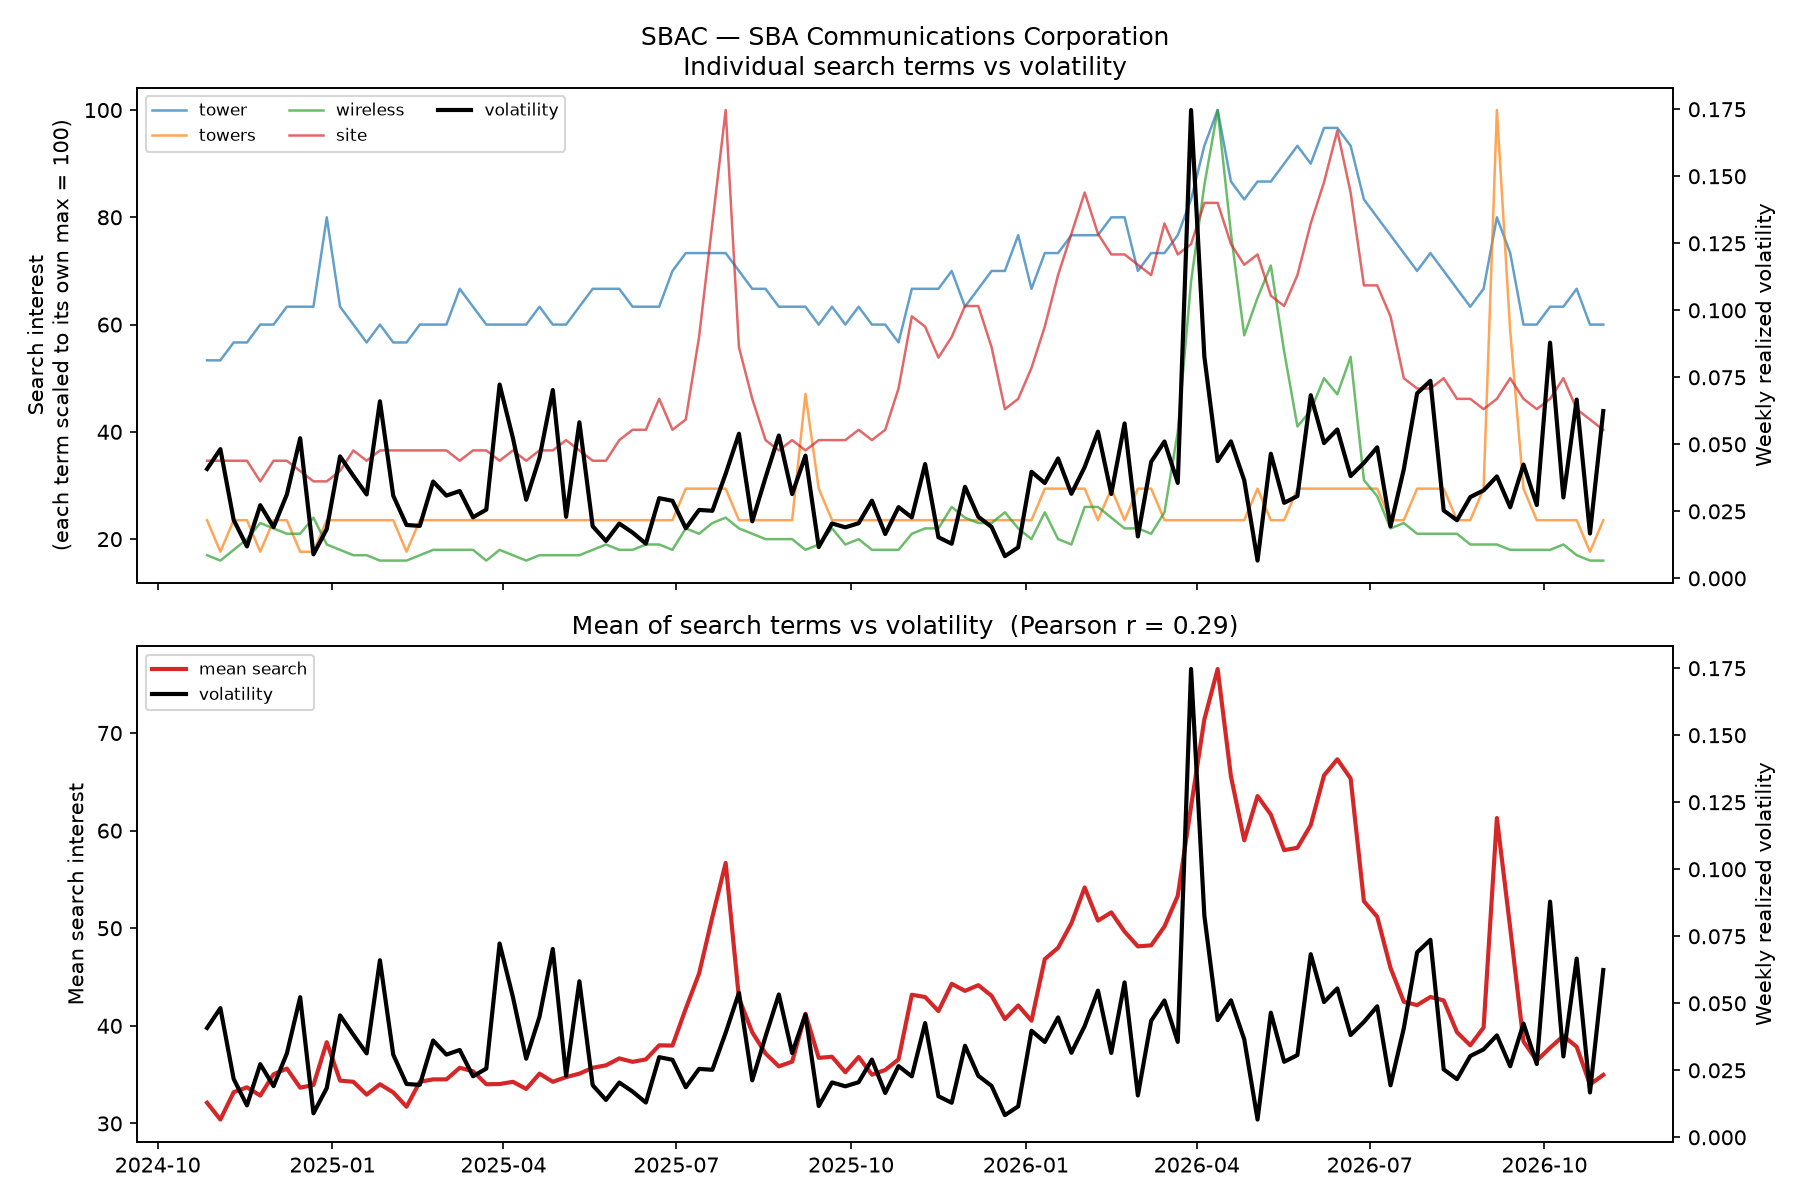 SBAC — SBA Communications Corporation
Individual search terms vs volatility
tower
towers
wireless
site
volatility
Search interest
(each term scaled to its own max = 100)
100
80
60
40
20
0.175
0.150
0.125
0.100
0.075
0.050
0.025
0.000
Weekly realized volatility
Mean of search terms vs volatility  (Pearson r = 0.29)
mean search
volatility
Mean search interest
70
60
50
40
30
0.175
0.150
0.125
0.100
0.075
0.050
0.025
0.000
Weekly realized volatility
2024-10
2025-01
2025-04
2025-07
2025-10
2026-01
2026-04
2026-07
2026-10